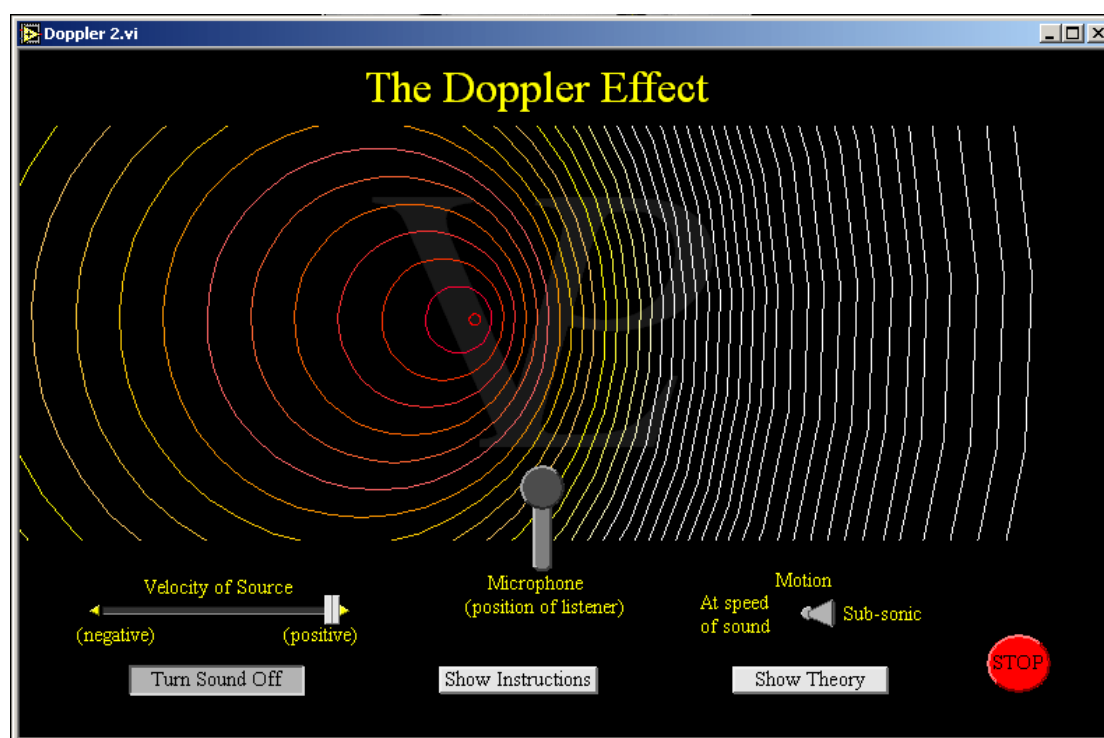 Doppler 2.vi
The Doppler Effect
Velocity of Source
(negative)
(positive)
Microphone
(position of listener)
Motion
At speed
of sound
Sub-sonic
Turn Sound Off
Show Instructions
Show Theory
STOP